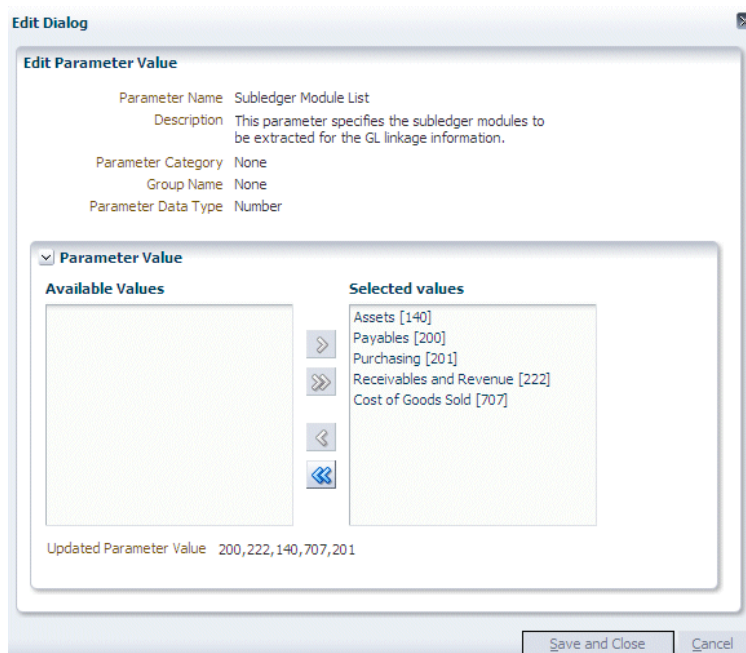 Edit Dialog
Edit Parameter Value
Parameter Name Subledger Module List
Description This parameter specifies the subledger modules to
be extracted for the GL linkage information.
Parameter Category None
Group Name None
Parameter Data Type Number
Parameter Value
Available Values
Selected values
Assets [140]
Payables [200]
Purchasing [201]
Receivables and Revenue [222]
Cost of Goods Sold [707]
Updated Parameter Value 200,222,140,707,201
Save and Close Cancel